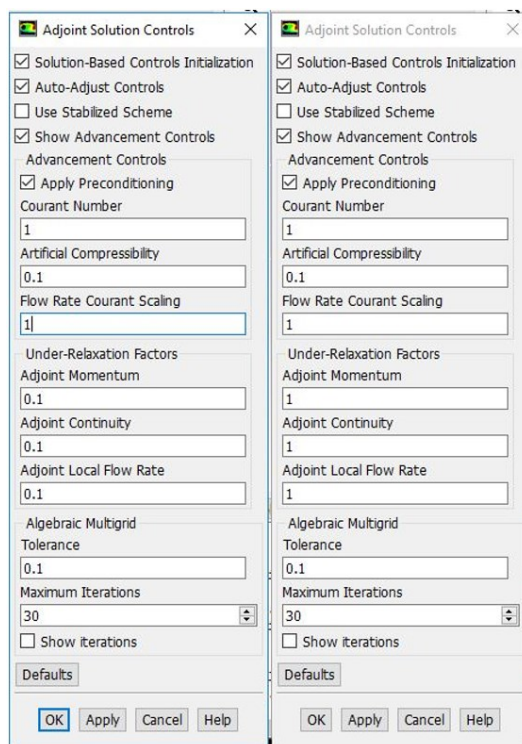 Adjoint Solution Controls
Solution-Based Controls Initialization
Auto-Adjust Controls
Use Stabilized Scheme
Show Advancement Controls
Advancement Controls
Apply Preconditioning
Courant Number
1
Artificial Compressibility
0.1
Flow Rate Courant Scaling
1
Under-Relaxation Factors
Adjoint Momentum
0.1
Adjoint Continuity
0.1
Adjoint Local Flow Rate
0.1
Algebraic Multigrid
Tolerance
0.1
Maximum Iterations
30
Show iterations
Defaults
OK Apply Cancel Help
Adjoint Solution Controls
Solution-Based Controls Initialization
Auto-Adjust Controls
Use Stabilized Scheme
Show Advancement Controls
Advancement Controls
Apply Preconditioning
Courant Number
1
Artificial Compressibility
0.1
Flow Rate Courant Scaling
1
Under-Relaxation Factors
Adjoint Momentum
1
Adjoint Continuity
1
Adjoint Local Flow Rate
1
Algebraic Multigrid
Tolerance
0.1
Maximum Iterations
30
Show iterations
Defaults
OK Apply Cancel Help